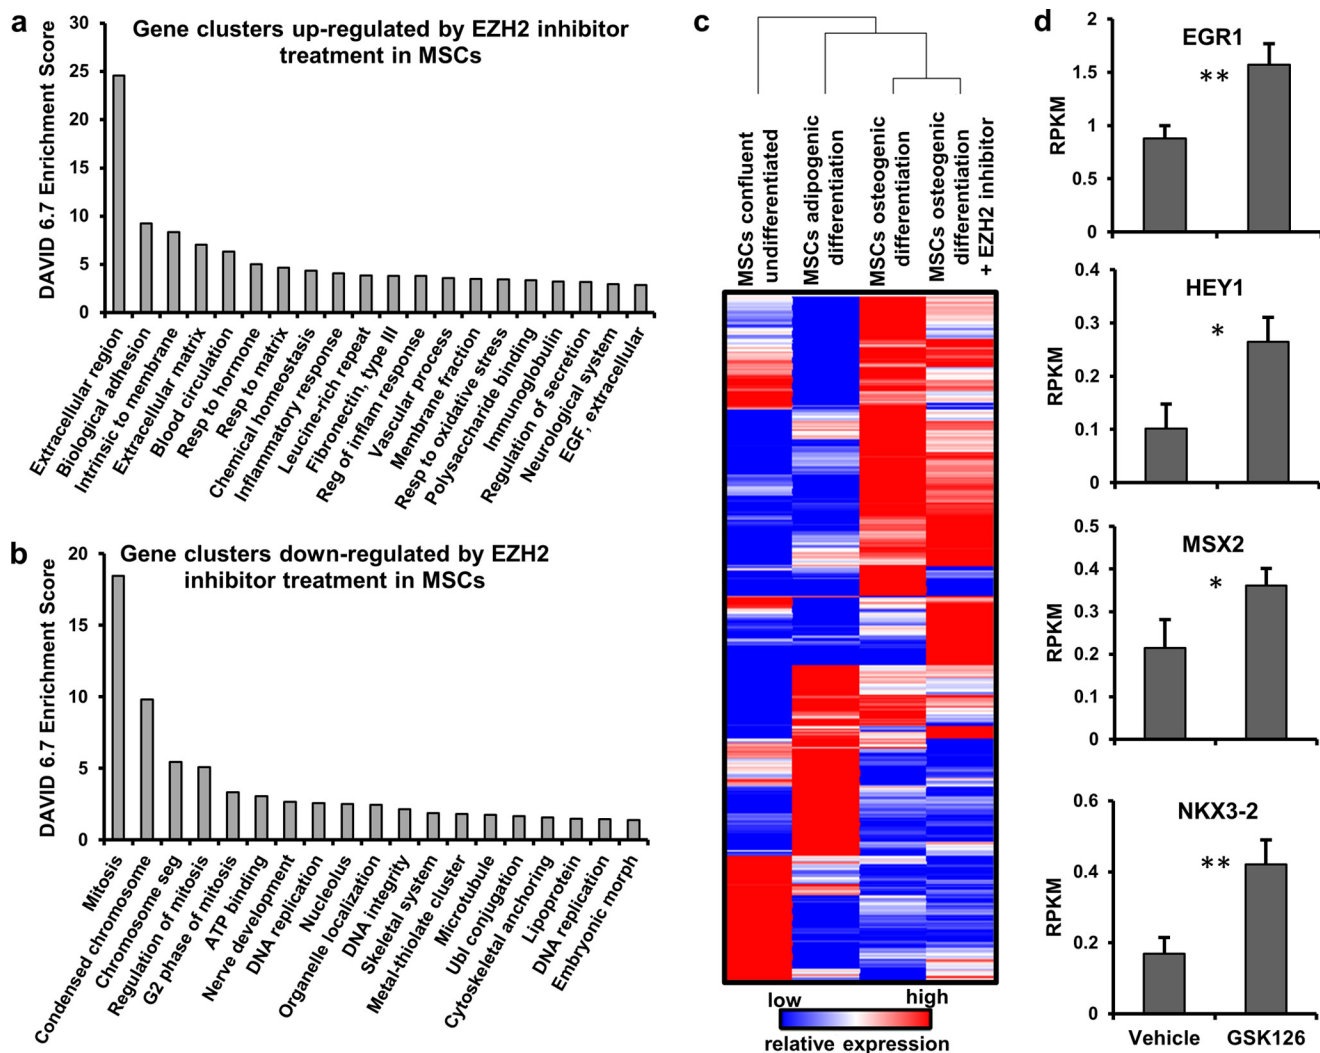 a
Gene clusters up-regulated by EZH2 inhibitor
treatment in MSCs
DAVID 6.7 Enrichment Score
30
25
20
15
10
5
0
Extracellular region
Biological adhesion
Intrinsic to membrane
Extracellular matrix
Blood circulation
Resp to hormone
Resp to matrix
Chemical homeostasis
Inflammatory response
Leucine-rich repeat
Fibronectin, type III
Reg of inflam response
Vascular process
Membrane fraction
Resp to oxidative stress
Polysaccharide binding
Immunoglobulin
Regulation of secretion
Neurological system
EGF, extracellular
b
Gene clusters down-regulated by EZH2
inhibitor treatment in MSCs
DAVID 6.7 Enrichment Score
20
15
10
5
0
Mitosis
Condensed chromosome
Chromosome seg
Regulation of mitosis
G2 phase of mitosis
ATP binding
Nerve development
DNA replication
Nucleolus
Organelle localization
DNA integrity
Skeletal system
Metal-thiolate cluster
Microtubule
Ubl conjugation
Cytoskeletal anchoring
Lipoprotein
DNA replication
Embryonic morph
c
MSCs confluent
undifferentiated
MSCs adipogenic
differentiation
MSCs osteogenic
differentiation
MSCs osteogenic
differentiation
+ EZH2 inhibitor
low
high
relative expression
d
EGR1
**
RPKM
2
1.5
1
0.5
0
HEY1
*
RPKM
0.4
0.3
0.2
0.1
0
MSX2
*
RPKM
0.5
0.4
0.3
0.2
0.1
0
NKX3-2
**
RPKM
0.6
0.4
0.2
0
Vehicle
GSK126